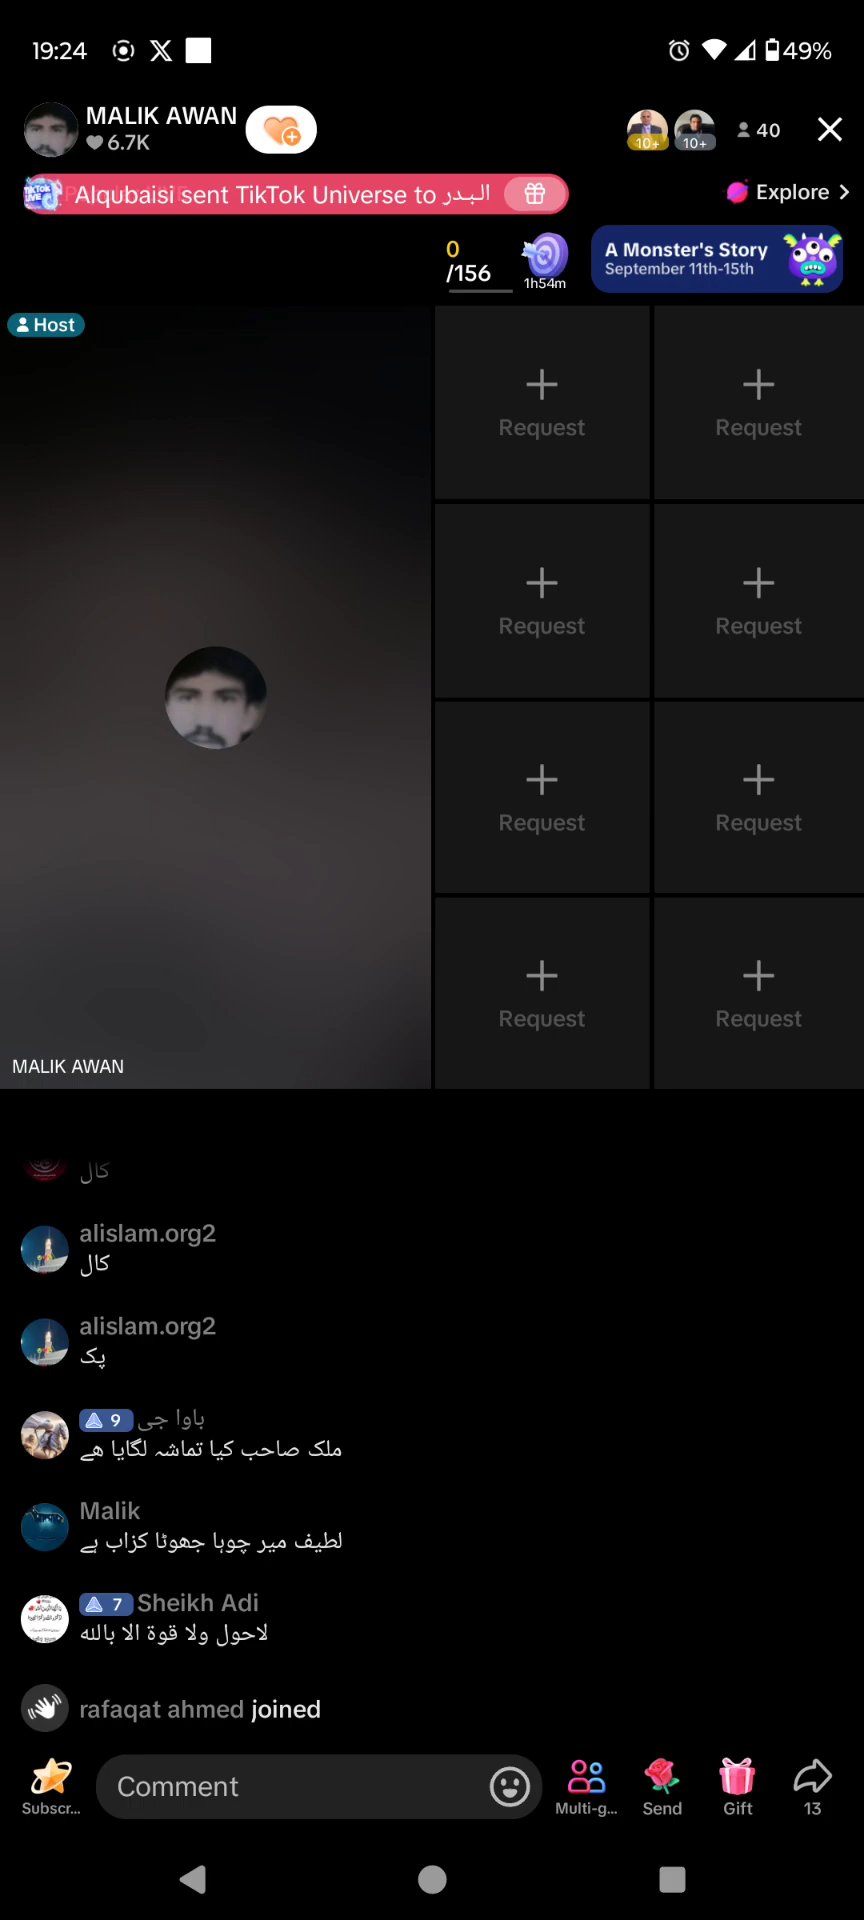 19:24
49%
MALIK AWAN
6.7K
10+
10+
40
Alqubaisi sent TikTok Universe to الـبـدر
Explore
0
/156
1h54m
A Monster's Story
September 11th-15th
Host
Request
Request
Request
Request
Request
Request
Request
Request
MALIK AWAN
کال
alislam.org2
کال
alislam.org2
پک
9 باوا جی
ملک صاحب کیا تماشہ لگایا ھے
Malik
لطیف میر چوہا جھوٹا کزاب ہے
7 Sheikh Adi
لاحول ولا قوة الا بالله
rafaqat ahmed joined
Subscr...
Comment
Multi-g...
Send
Gift
13